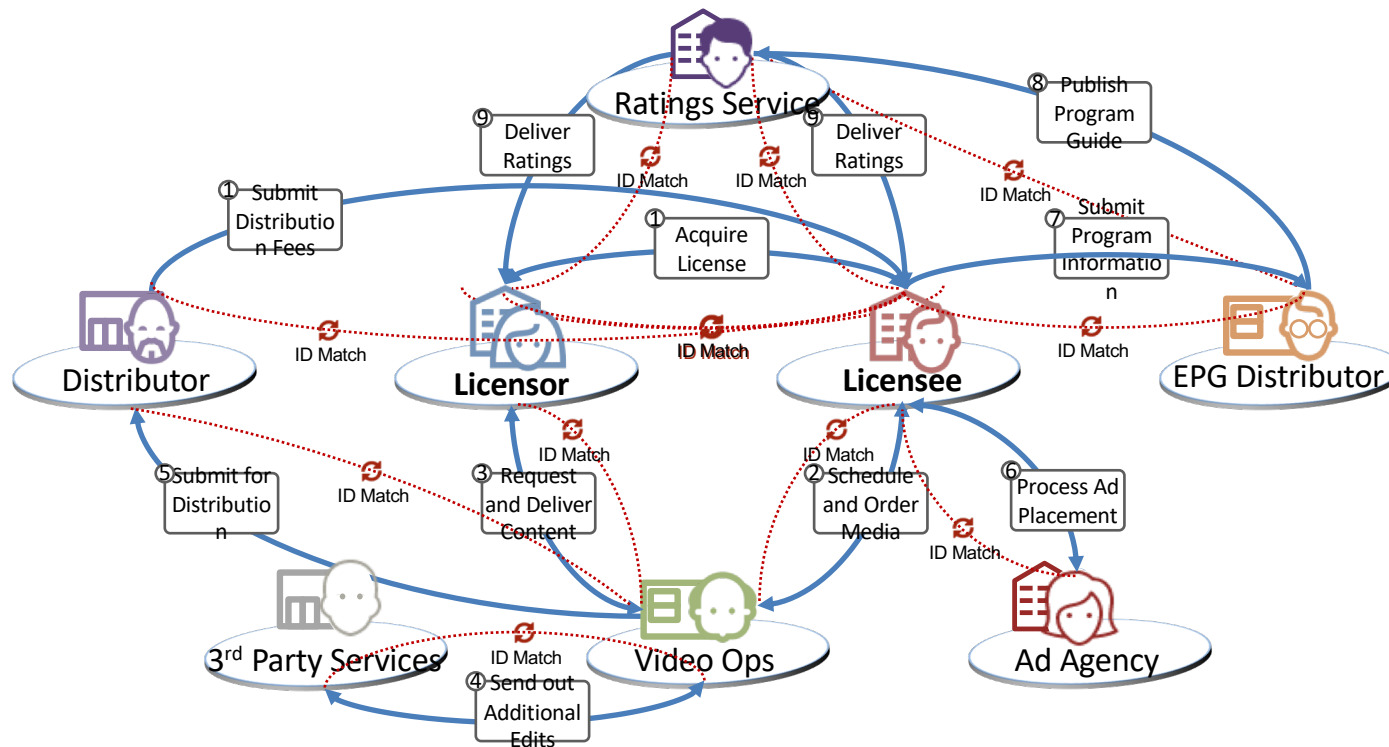 Ratings Service
8 Publish
Program
Guide
9 Deliver
Ratings
9 Deliver
Ratings
ID Match
ID Match
ID Match
1 Submit
Distributio
n Fees
1
Acquire
License
7 Submit
Program
Informatio
n
ID Match
ID Match
ID Match
ID Match
Distributor
Licensor
Licensee
EPG Distributor
ID Match
ID Match
ID Match
5 Submit for
Distributio
n
3 Request
and Deliver
Content
2 Schedule
and Order
Media
6
Process Ad
Placement
ID Match
3rd Party Services
ID Match
Video Ops
Ad Agency
4 Send out
Additional
Edits